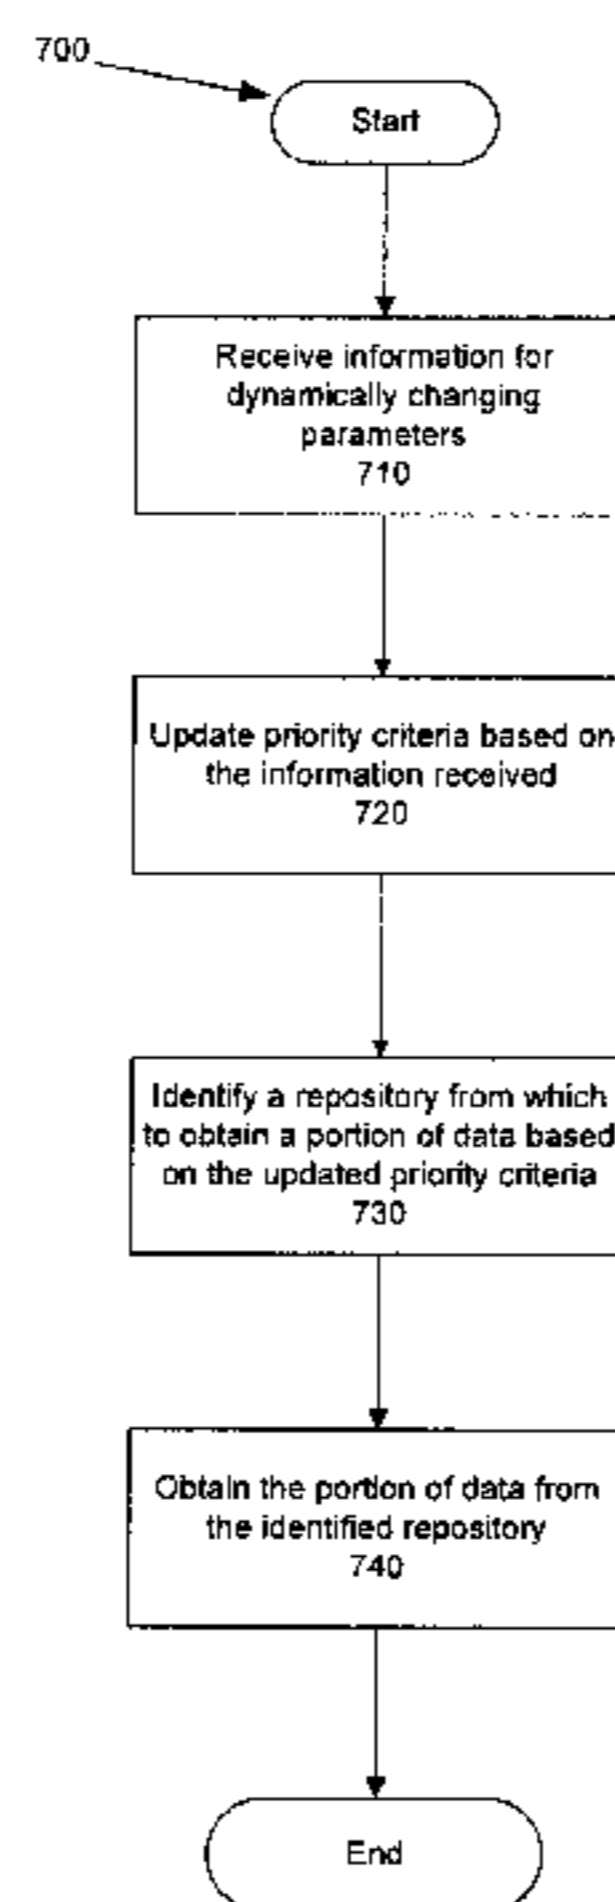 700
Start
Receive information for
dynamically changing
parameters
710
Update priority criteria based on
the information received
720
Identify a repository from which
to obtain a portion of data based
on the updated priority criteria
730
Obtain the portion of data from
the identified repository
740
End